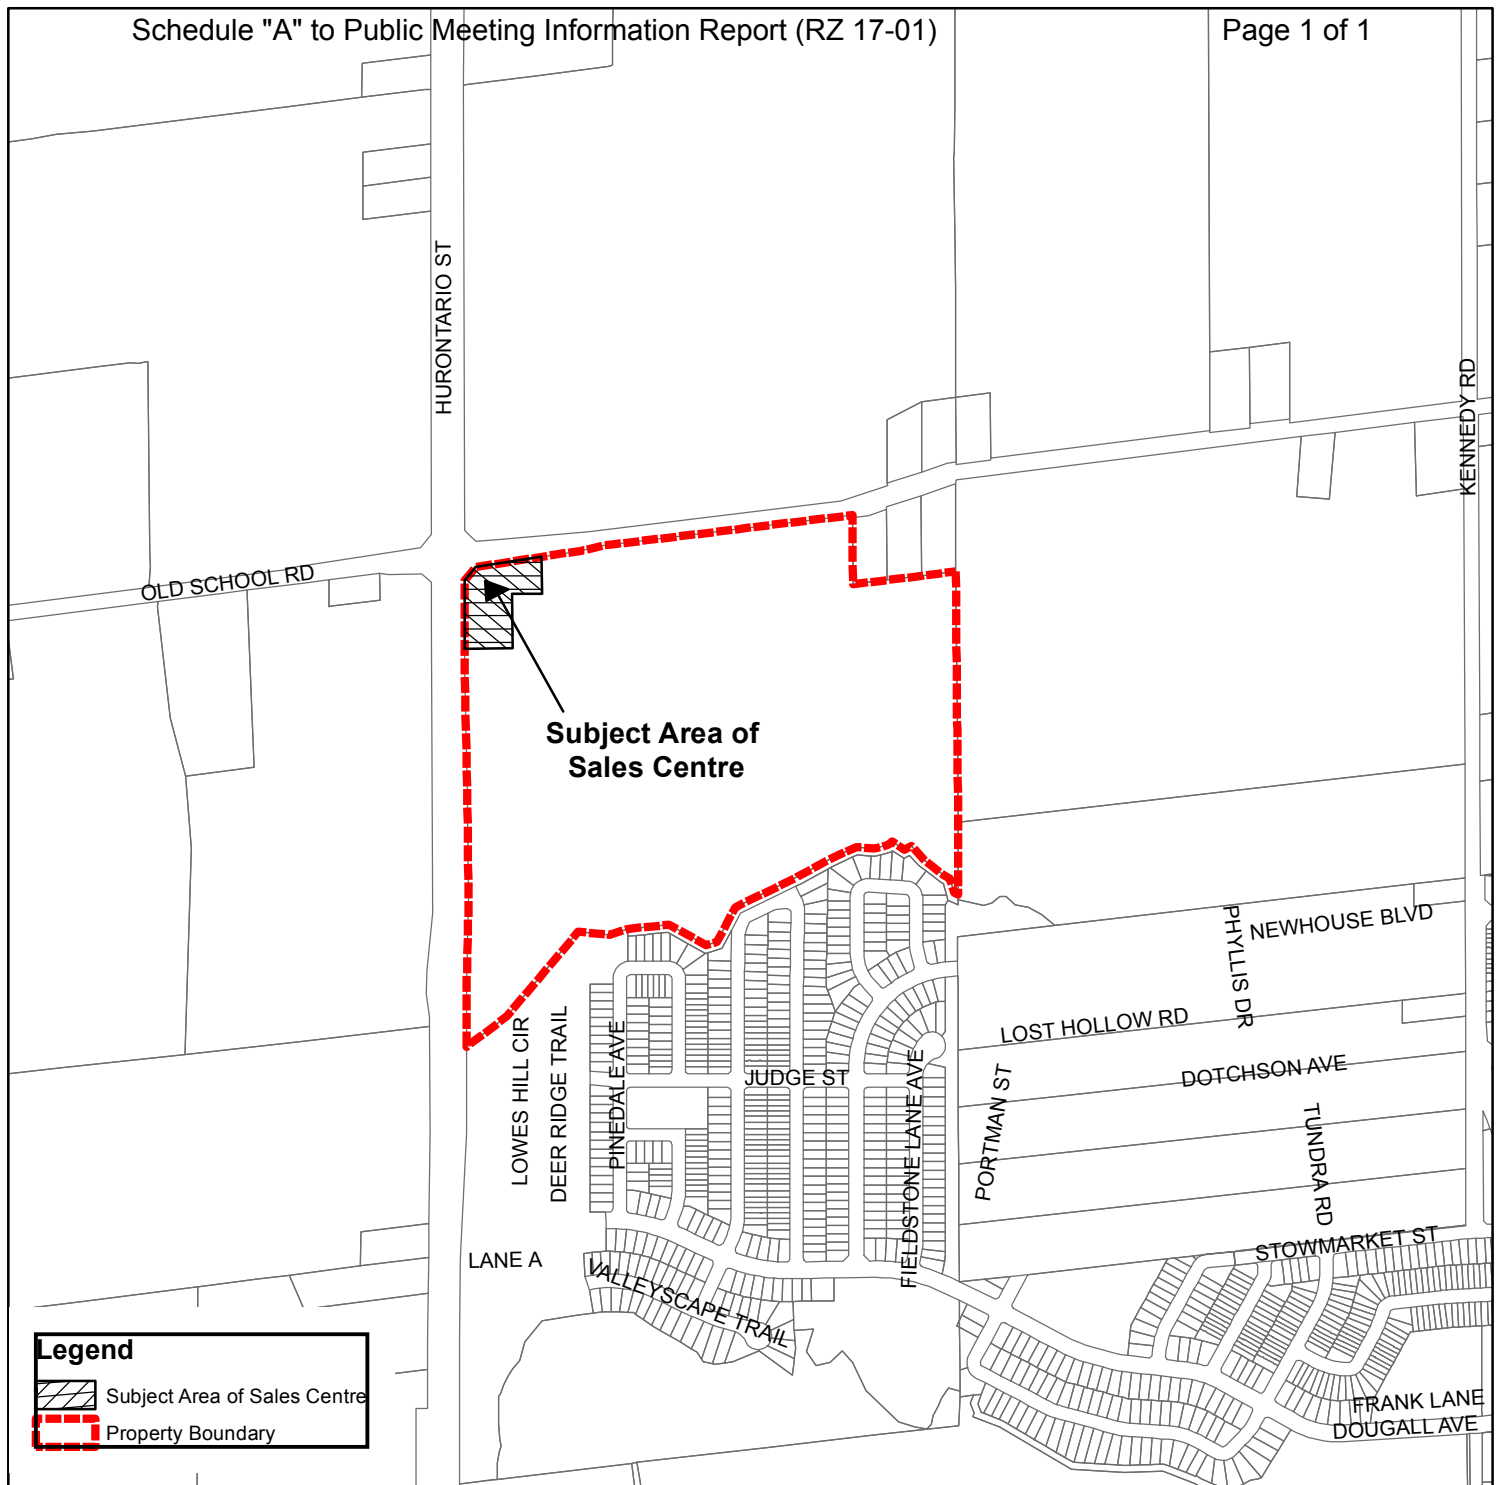 Schedule "A" to Public Meeting Information Report (RZ 17-01)
Page 1 of 1
HURONTARIO ST
KENNEDY RD
OLD SCHOOL RD
Subject Area of
Sales Centre
PHYLLIS DR
NEWHOUSE BLVD
LOST HOLLOW RD
DOTCHSON AVE
LOWES HILL CIR
DEER RIDGE TRAIL
PINEDALE AVE
JUDGE ST
FIELDSTONE LANE AVE
PORTMAN ST
TUNDRA RD
STOWMARKET ST
LANE A
VALLEYSCAPE TRAIL
Legend
Subject Area of Sales Centre
Property Boundary
FRANK LANE
DOUGALL AVE